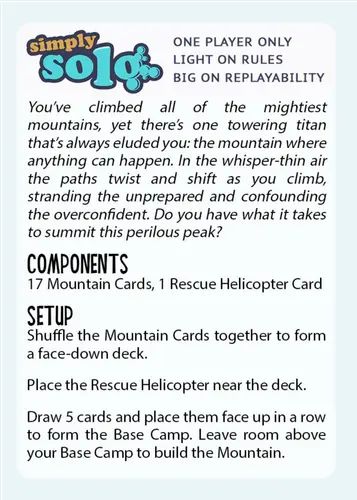 simply
solo
ONE PLAYER ONLY
LIGHT ON RULES
BIG ON REPLAYABILITY
You've climbed all of the mightiest
mountains, yet there's one towering titan
that's always eluded you: the mountain where
anything can happen. In the whisper-thin air
the paths twist and shift as you climb,
stranding the unprepared and confounding
the overconfident. Do you have what it takes
to summit this perilous peak?
COMPONENTS
17 Mountain Cards, 1 Rescue Helicopter Card
SETUP
Shuffle the Mountain Cards together to form
a face-down deck.
Place the Rescue Helicopter near the deck.
Draw 5 cards and place them face up in a row
to form the Base Camp. Leave room above
your Base Camp to build the Mountain.